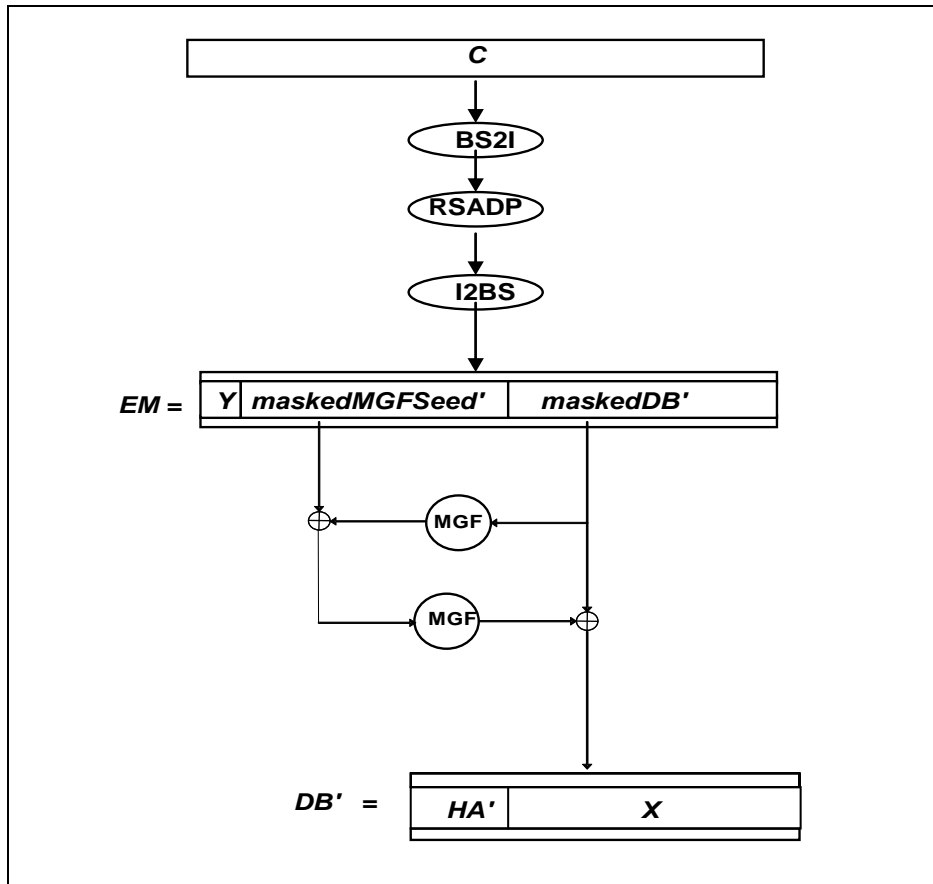 C
BS2I
RSADP
I2BS
EM = Y maskedMGFSeed' maskedDB'
MGF
MGF
DB' = HA' X